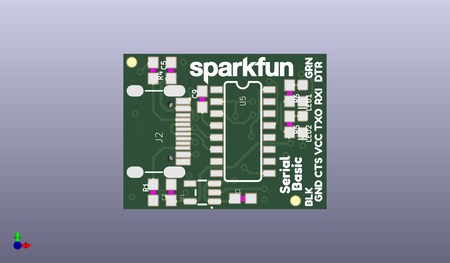 sparkfun
R4
C5
C9
U5
J2
R1
Serial
Basic
GRN
DTR
RXI
TXO
VCC
CTS
GND
BLK